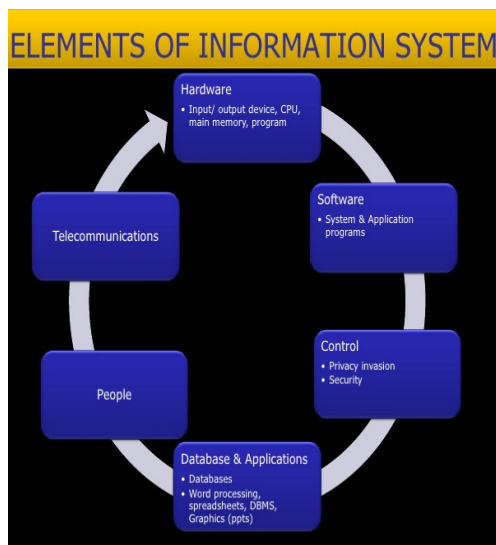 ELEMENTS OF INFORMATION SYSTEM
Hardware
• Input/ output device, CPU,
main memory, program
Software
• System & Application
programs
Control
• Privacy invasion
• Security
Database & Applications
• Databases
• Word processing,
spreadsheets, DBMS,
Graphics (ppts)
People
Telecommunications